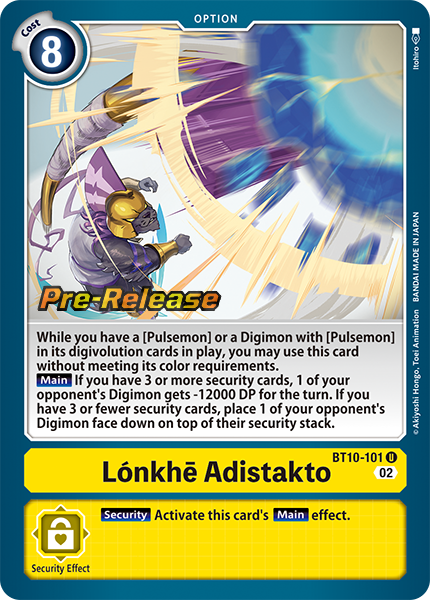 OPTION
Cost
8
Itohiro
Pre-Release
While you have a [Pulsemon] or a Digimon with [Pulsemon]
in its digivolution cards in play, you may use this card
without meeting its color requirements.
Main If you have 3 or more security cards, 1 of your
opponent's Digimon gets -12000 DP for the turn. If you
have 3 or fewer security cards, place 1 of your opponent's
Digimon face down on top of their security stack.
©Akiyoshi Hongo, Toei Animation BANDAI MADE IN JAPAN
BT10-101 U
Lónkhē Adistakto
02
Security Activate this card's Main effect.
Security Effect